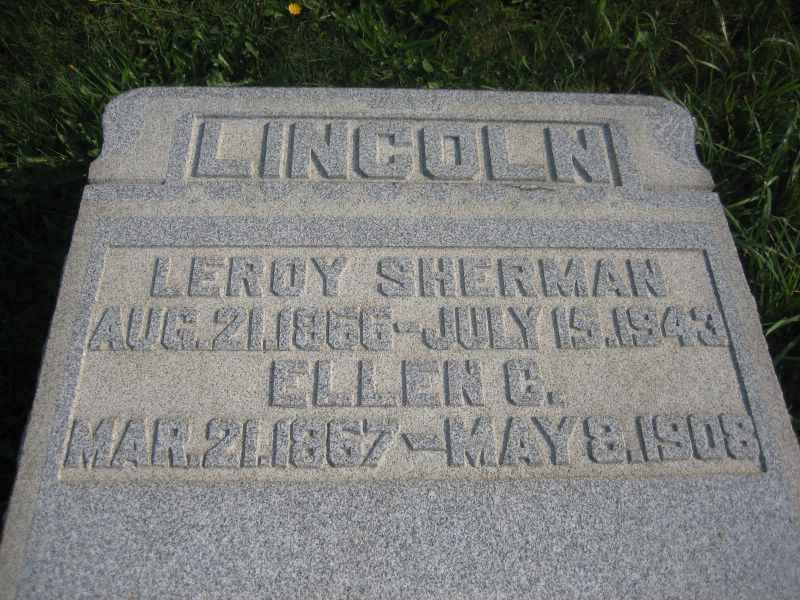 LINCOLN
LEROY SHERMAN
AUG. 21. 1866 - JULY 15. 1943
ELLEN C.
MAR. 21. 1867 - MAY 8. 1908